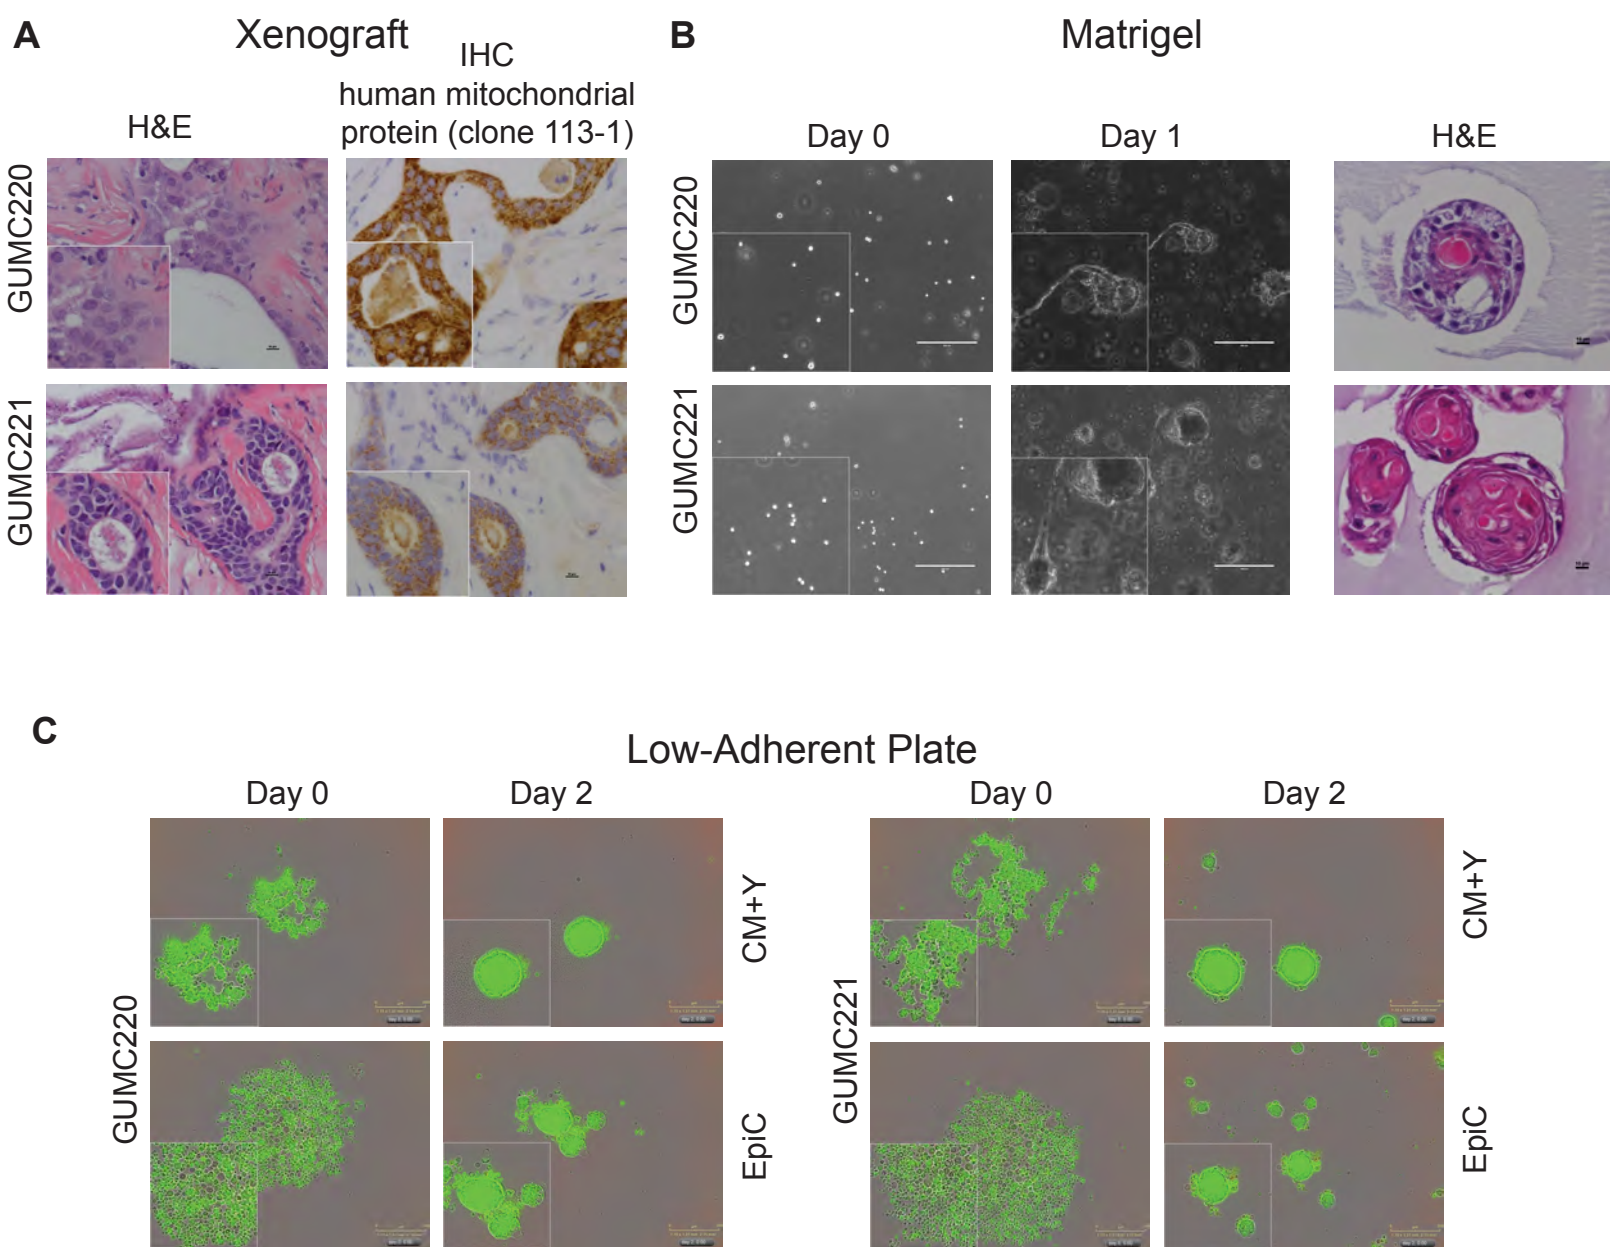 A
Xenograft
IHC
human mitochondrial
protein (clone 113-1)
H&E
GUMC220
GUMC221
B
Matrigel
Day 0
Day 1
H&E
GUMC220
GUMC221
C
Low-Adherent Plate
Day 0
Day 2
Day 0
Day 2
GUMC220
CM+Y
EpiC
GUMC221
CM+Y
EpiC